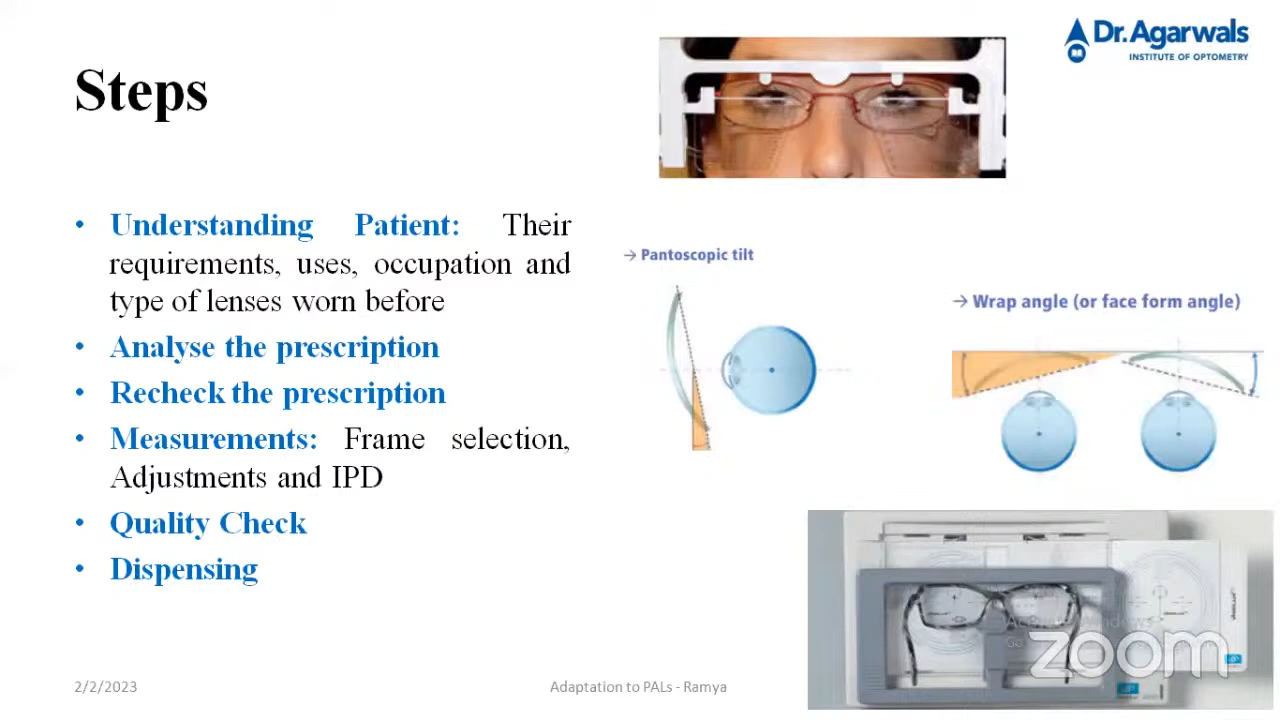 Dr.Agarwals
INSTITUTE OF OPTOMETRY
Steps
• Understanding Patient: Their
requirements, uses, occupation and
type of lenses worn before
• Analyse the prescription
• Recheck the prescription
• Measurements: Frame selection,
Adjustments and IPD
• Quality Check
• Dispensing
→ Pantoscopic tilt
→ Wrap angle (or face form angle)
zoom
2/2/2023
Adaptation to PALs - Ramya